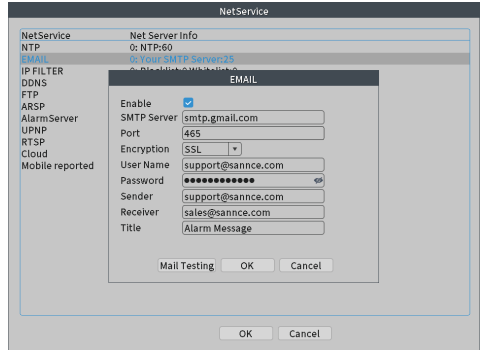 NetService
NetService Net Server Info
NTP 0: NTP:60
EMAIL 0: Your SMTP Server:25
IP FILTER
DDNS
FTP
ARSP
AlarmServer
UPNP
RTSP
Cloud
Mobile reported
EMAIL
Enable
SMTP Server smtp.gmail.com
Port 465
Encryption SSL
User Name support@sannce.com
Password ●●●●●●●●●●●●
Sender support@sannce.com
Receiver sales@sannce.com
Title Alarm Message
Mail Testing OK Cancel
OK Cancel